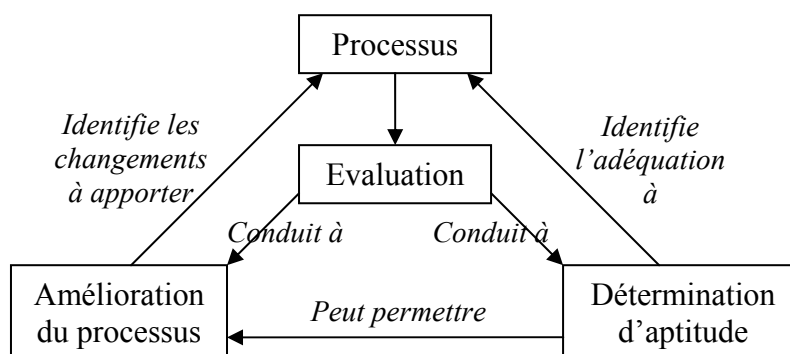 Processus
Identifie les
changements
à apporter
Identifie
l’adéquation
à
Evaluation
Conduit à
Conduit à
Amélioration
du processus
Peut permettre
Détermination
d’aptitude